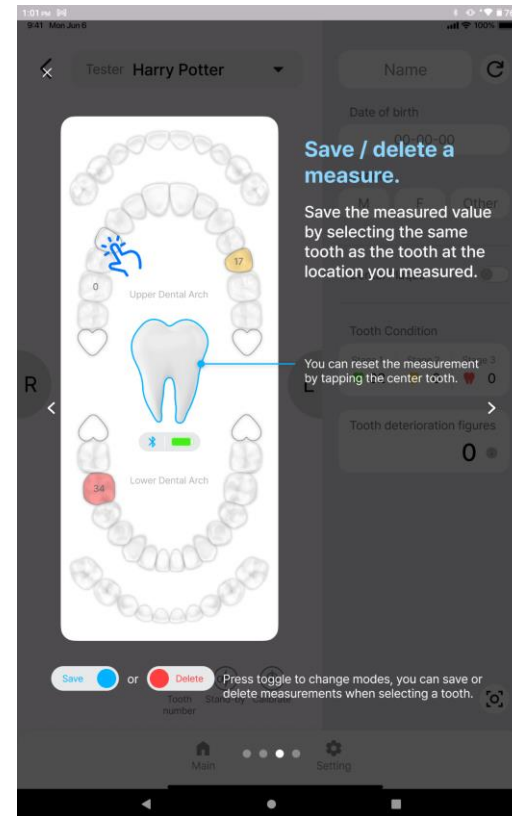 1:01 PM
9:41 Mon Jun 6
100%
Tester Harry Potter
Name
Date of birth
00-00-00
Save / delete a
measure.
M F Other
Save the measured value
by selecting the same
tooth as the tooth at the
location you measured.
17
0
Upper Dental Arch
Tooth Condition
You can reset the measurement
by tapping the center tooth.
0
R
L
Tooth deterioration figures
0
34
Lower Dental Arch
Save or Delete
Press toggle to change modes, you can save or
delete measurements when selecting a tooth.
Tooth
number
Stand-by
Calibrate
Main
Setting